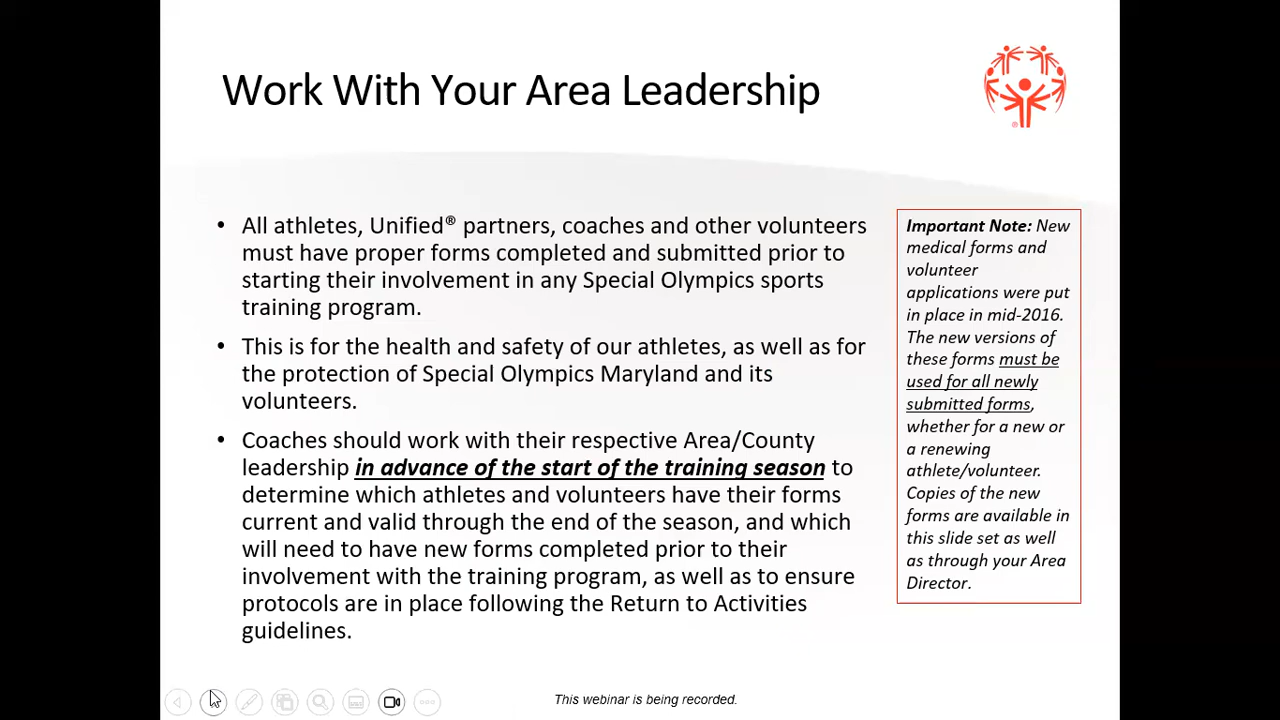 Work With Your Area Leadership
• All athletes, Unified® partners, coaches and other volunteers
must have proper forms completed and submitted prior to
starting their involvement in any Special Olympics sports
training program.
• This is for the health and safety of our athletes, as well as for
the protection of Special Olympics Maryland and its
volunteers.
• Coaches should work with their respective Area/County
leadership in advance of the start of the training season to
determine which athletes and volunteers have their forms
current and valid through the end of the season, and which
will need to have new forms completed prior to their
involvement with the training program, as well as to ensure
protocols are in place following the Return to Activities
guidelines.
Important Note: New
medical forms and
volunteer
applications were put
in place in mid-2016.
The new versions of
these forms must be
used for all newly
submitted forms,
whether for a new or
a renewing
athlete/volunteer.
Copies of the new
forms are available in
this slide set as well
as through your Area
Director.
This webinar is being recorded.